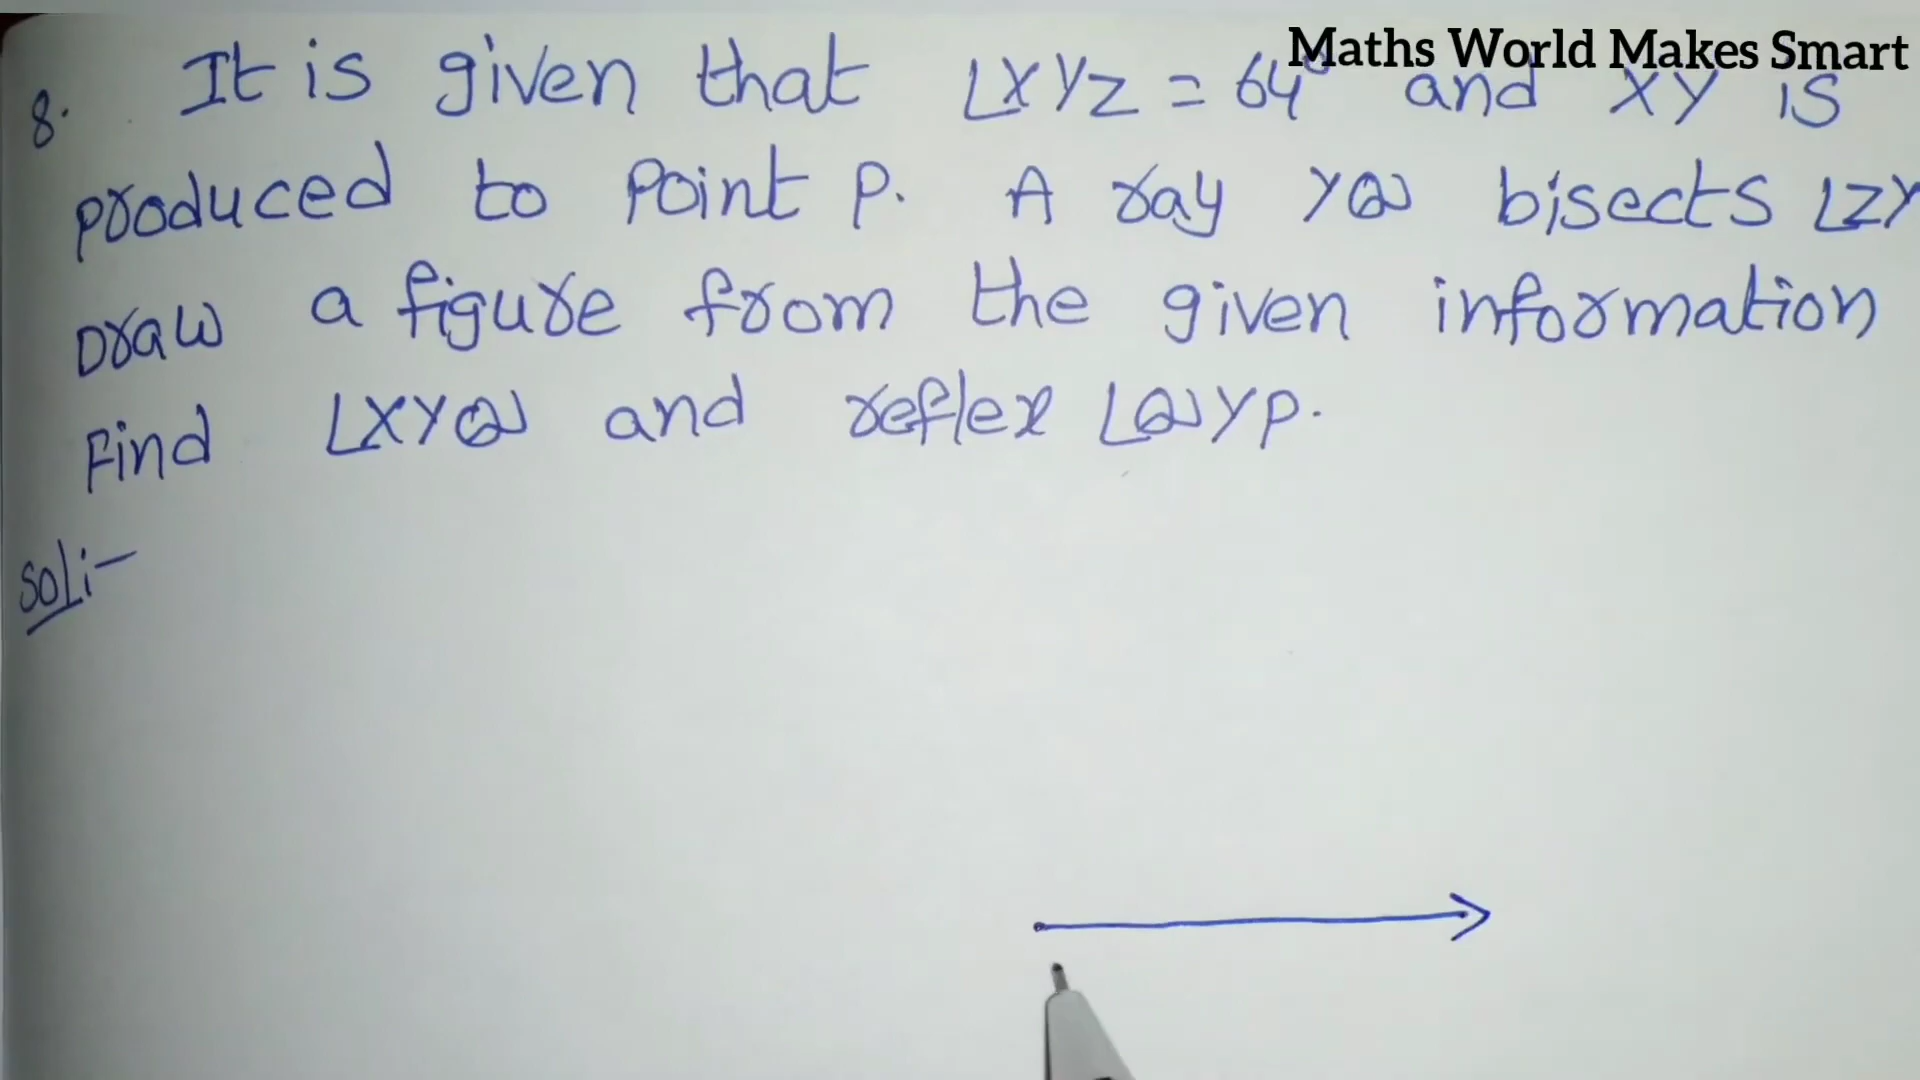 Maths World Makes Smart
8. It is given that ∠XYZ = 64° and XY is
produced to Point P. A ray YQ bisects ∠ZY
Draw a figure from the given information
Find ∠XYQ and reflex ∠QYP.
Sol:-